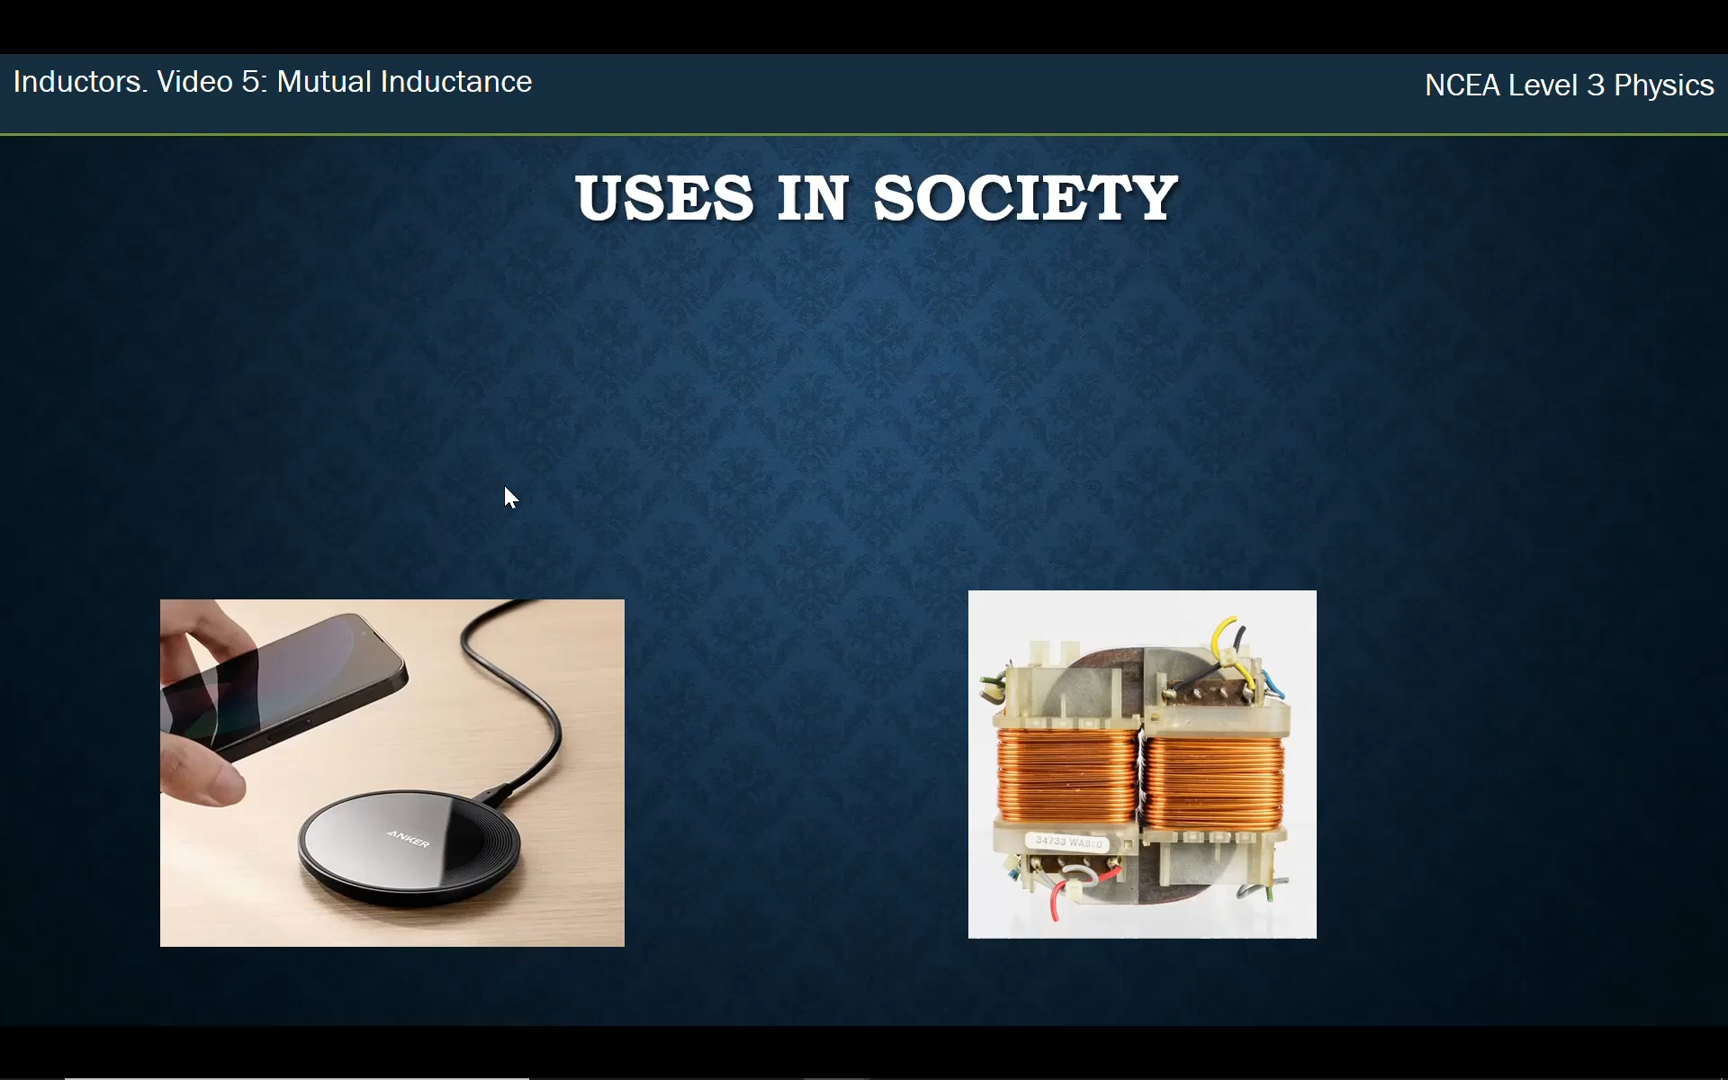 Inductors. Video 5: Mutual Inductance
NCEA Level 3 Physics
USES IN SOCIETY
ANKER